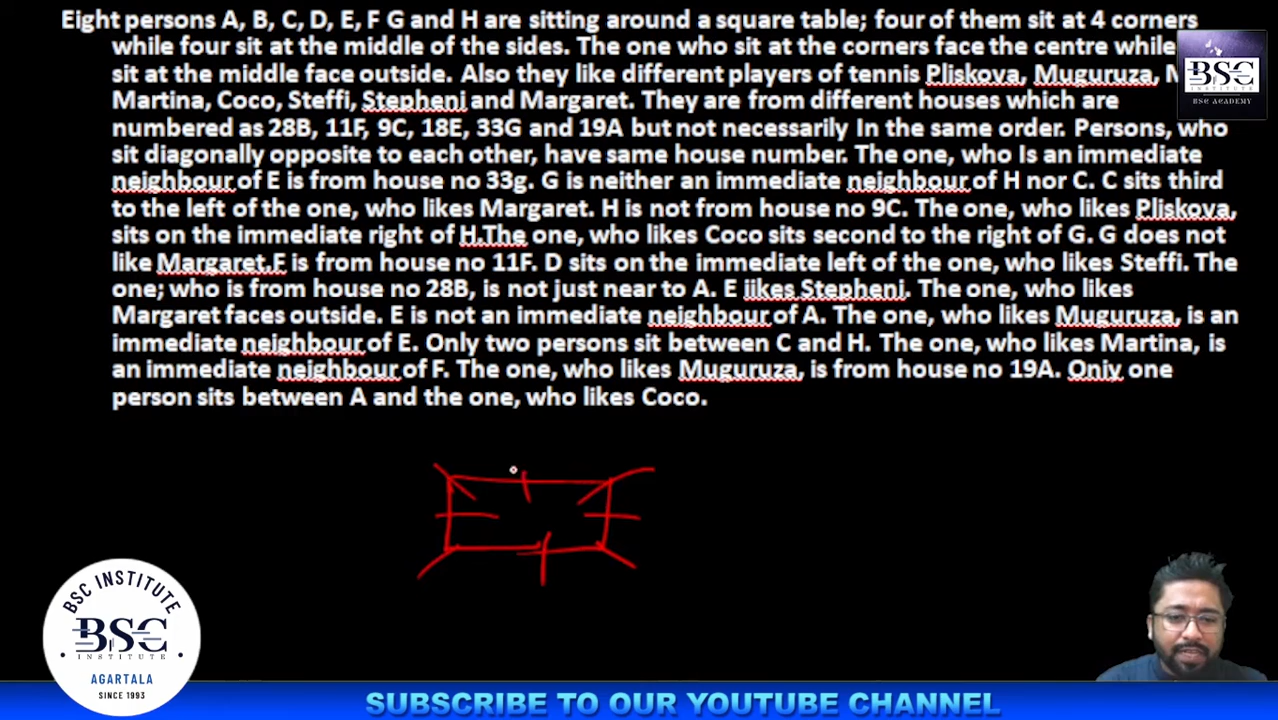 Eight persons A, B, C, D, E, F G and H are sitting around a square table; four of them sit at 4 corners
while four sit at the middle of the sides. The one who sit at the corners face the centre while
sit at the middle face outside. Also they like different players of tennis Pliskova, Muguruza,
Martina, Coco, Steffi, Stepheni and Margaret. They are from different houses which are
numbered as 28B, 11F, 9C, 18E, 33G and 19A but not necessarily In the same order. Persons, who
sit diagonally opposite to each other, have same house number. The one, who Is an immediate
neighbour of E is from house no 33g. G is neither an immediate neighbour of H nor C. C sits third
to the left of the one, who likes Margaret. H is not from house no 9C. The one, who likes Pliskova,
sits on the immediate right of H.The one, who likes Coco sits second to the right of G. G does not
like Margaret.F is from house no 11F. D sits on the immediate left of the one, who likes Steffi. The
one; who is from house no 28B, is not just near to A. E iikes Stepheni. The one, who likes
Margaret faces outside. E is not an immediate neighbour of A. The one, who likes Muguruza, is an
immediate neighbour of E. Only two persons sit between C and H. The one, who likes Martina, is
an immediate neighbour of F. The one, who likes Muguruza, is from house no 19A. Oniy one
person sits between A and the one, who likes Coco.
BSC
BSC ACADEMY
BSC INSTITUTE
BSC
INSTITUTE
AGARTALA
SINCE 1993
SUBSCRIBE TO OUR YOUTUBE CHANNEL